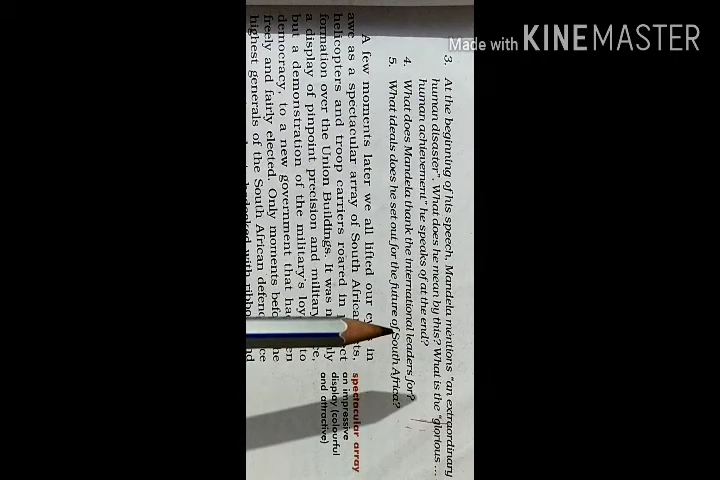 Made with KINEMASTER
3. At the beginning of his speech, Mandela mentions "an extraordinary
human disaster". What does he mean by this? What is the "glorious ...
human achievement" he speaks of at the end?
4. What does Mandela thank the international leaders for?
5. What ideals does he set out for the future of South Africa?
A few moments later we all lifted our in
awe as a spectacular array of South
helicopters and troop carriers roared in
formation over the Union Buildings. It was
a display of pinpoint precision and military
but a demonstration of the military's to
democracy, to a new government that
freely and fairly elected. Only moments
highest generals of the South African
spectacular array
an impressive
display (colourful
and attractive)